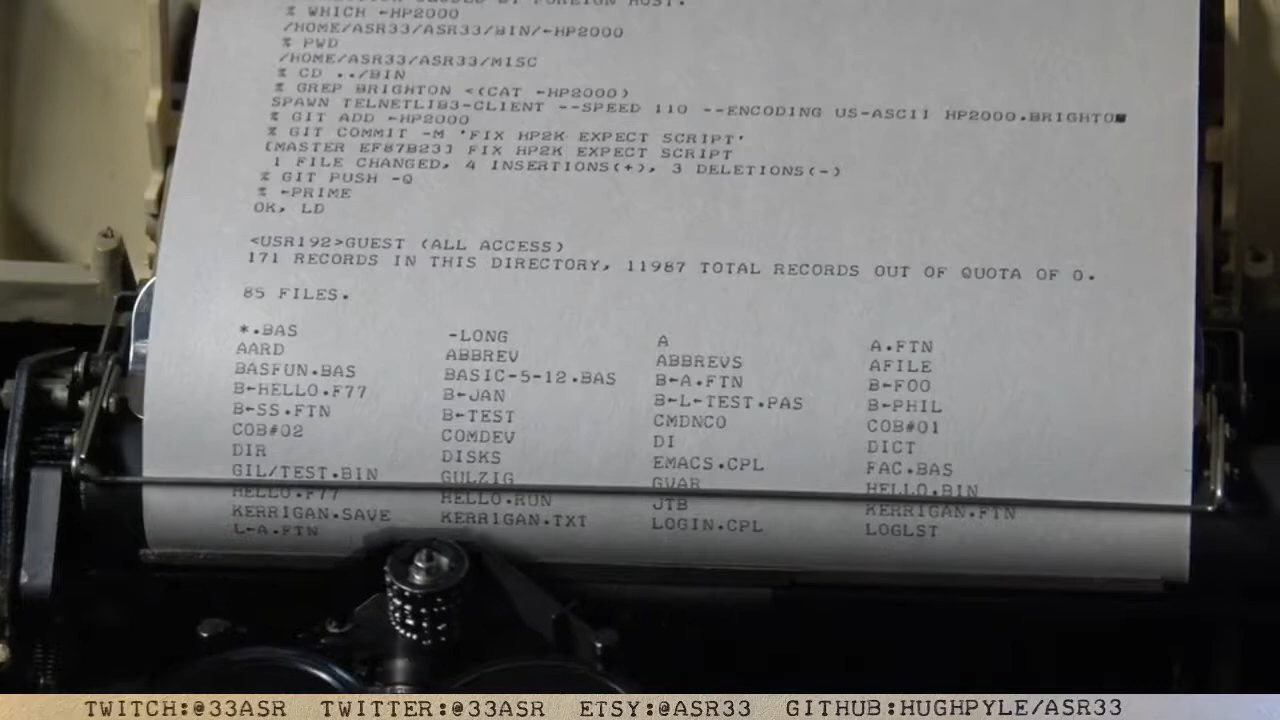 FOREIGN HOST.
% WHICH ←HP2000
/HOME/ASR33/ASR33/BIN/←HP2000
% PWD
/HOME/ASR33/ASR33/MISC
% CD ../BIN
% GREP BRIGHTON <(CAT ←HP2000)
SPAWN TELNETLIB3-CLIENT --SPEED 110 --ENCODING US-ASCII HP2000.BRIGHTO
% GIT ADD ←HP2000
% GIT COMMIT -M 'FIX HP2K EXPECT SCRIPT'
[MASTER EF87B23] FIX HP2K EXPECT SCRIPT
1 FILE CHANGED, 4 INSERTIONS(+), 3 DELETIONS(-)
% GIT PUSH -Q
% ←PRIME
OK, LD
<USR192>GUEST (ALL ACCESS)
171 RECORDS IN THIS DIRECTORY, 11987 TOTAL RECORDS OUT OF QUOTA OF 0.
85 FILES.
*.BAS -LONG A A.FTN
AARD ABBREV ABBREVS AFILE
BASFUN.BAS BASIC-5-12.BAS B←A.FTN B←FOO
B←HELLO.F77 B←JAN B←L←TEST.PAS B←PHIL
B←SS.FTN B←TEST CMDNCO COB#01
COB#02 COMDEV DI DICT
DIR DISKS EMACS.CPL FAC.BAS
GIL/TEST.BIN GULZIG GVAR HELLO.BIN
HELLO.F77 HELLO.RUN JTB KERRIGAN.FTN
KERRIGAN.SAVE KERRIGAN.TXT LOGIN.CPL LOGLST
L←A.FTN
TWITCH:@33ASR TWITTER:@33ASR ETSY:@ASR33 GITHUB:HUGHPYLE/ASR33